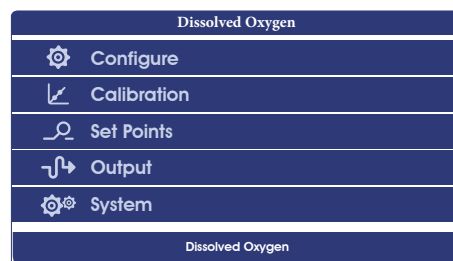 Dissolved Oxygen
Configure
Calibration
Set Points
Output
System
Dissolved Oxygen